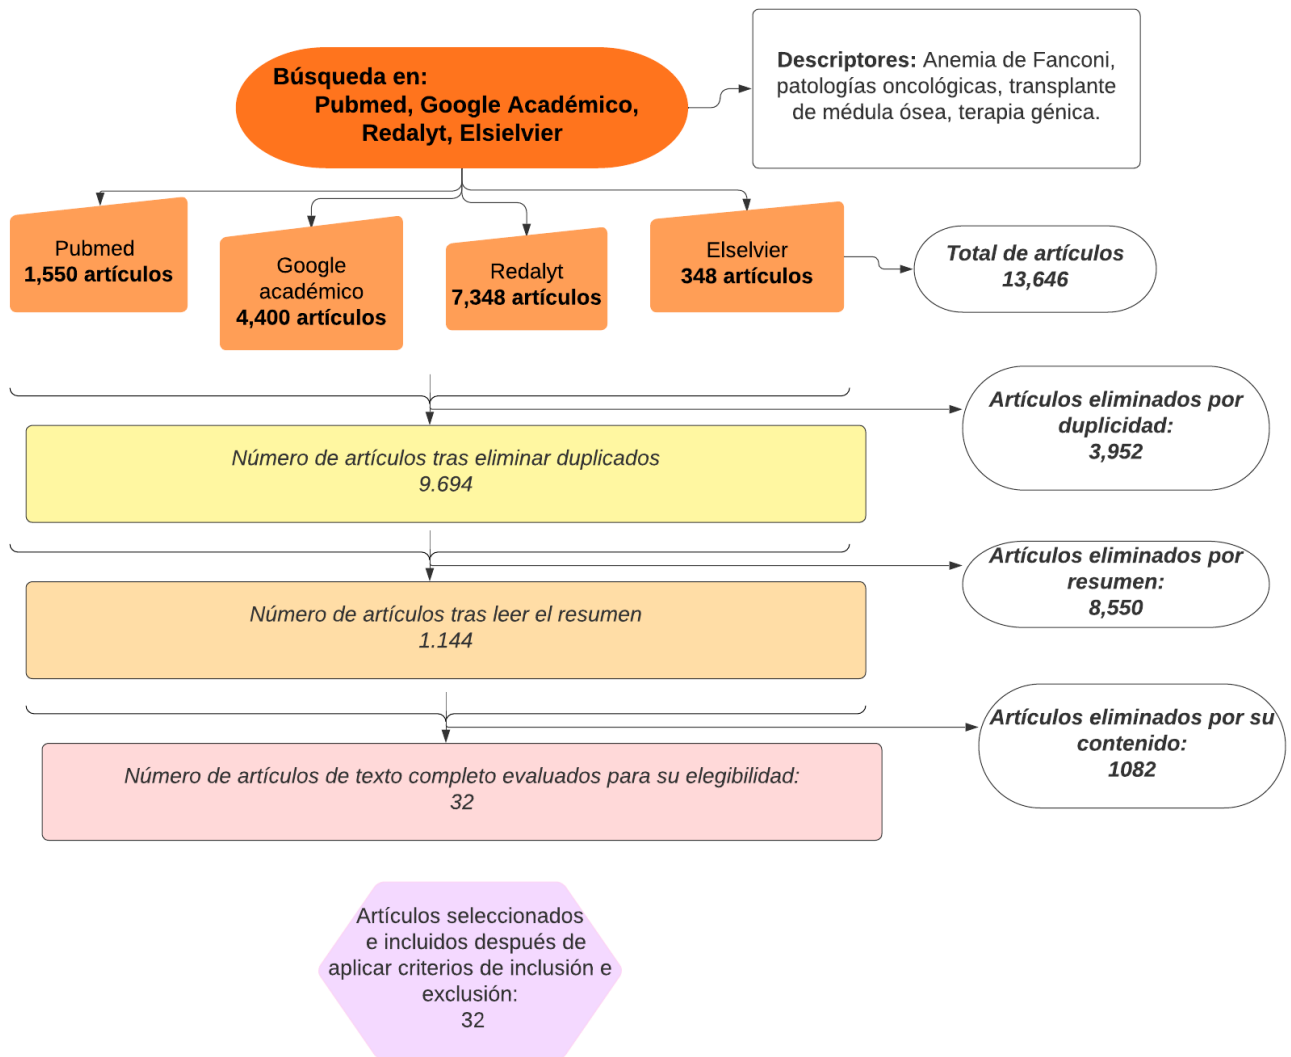 Búsqueda en:
Pubmed, Google Académico,
Redalyt, Elsielvier
Descriptores: Anemia de Fanconi,
patologías oncológicas, transplante
de médula ósea, terapia génica.
Pubmed
1,550 artículos
Google
académico
4,400 artículos
Redalyt
7,348 artículos
Elselvier
348 artículos
Total de artículos
13,646
Artículos eliminados por
duplicidad:
3,952
Número de artículos tras eliminar duplicados
9.694
Artículos eliminados por
resumen:
8,550
Número de artículos tras leer el resumen
1.144
Artículos eliminados por su
contenido:
1082
Número de artículos de texto completo evaluados para su elegibilidad:
32
Artículos seleccionados
e incluidos después de
aplicar criterios de inclusión e
exclusión:
32